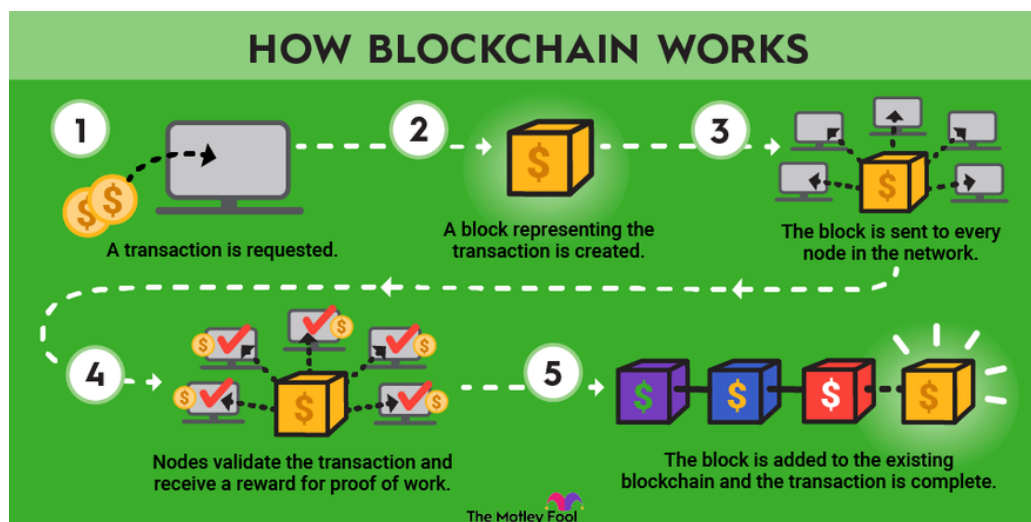 HOW BLOCKCHAIN WORKS
1
2
3
$
$
$
$
A transaction is requested.
A block representing the
transaction is created.
The block is sent to every
node in the network.
4
5
$
$
$
$
$
$
$
$
$
$
Nodes validate the transaction and
receive a reward for proof of work.
The block is added to the existing
blockchain and the transaction is complete.
The Motley Fool